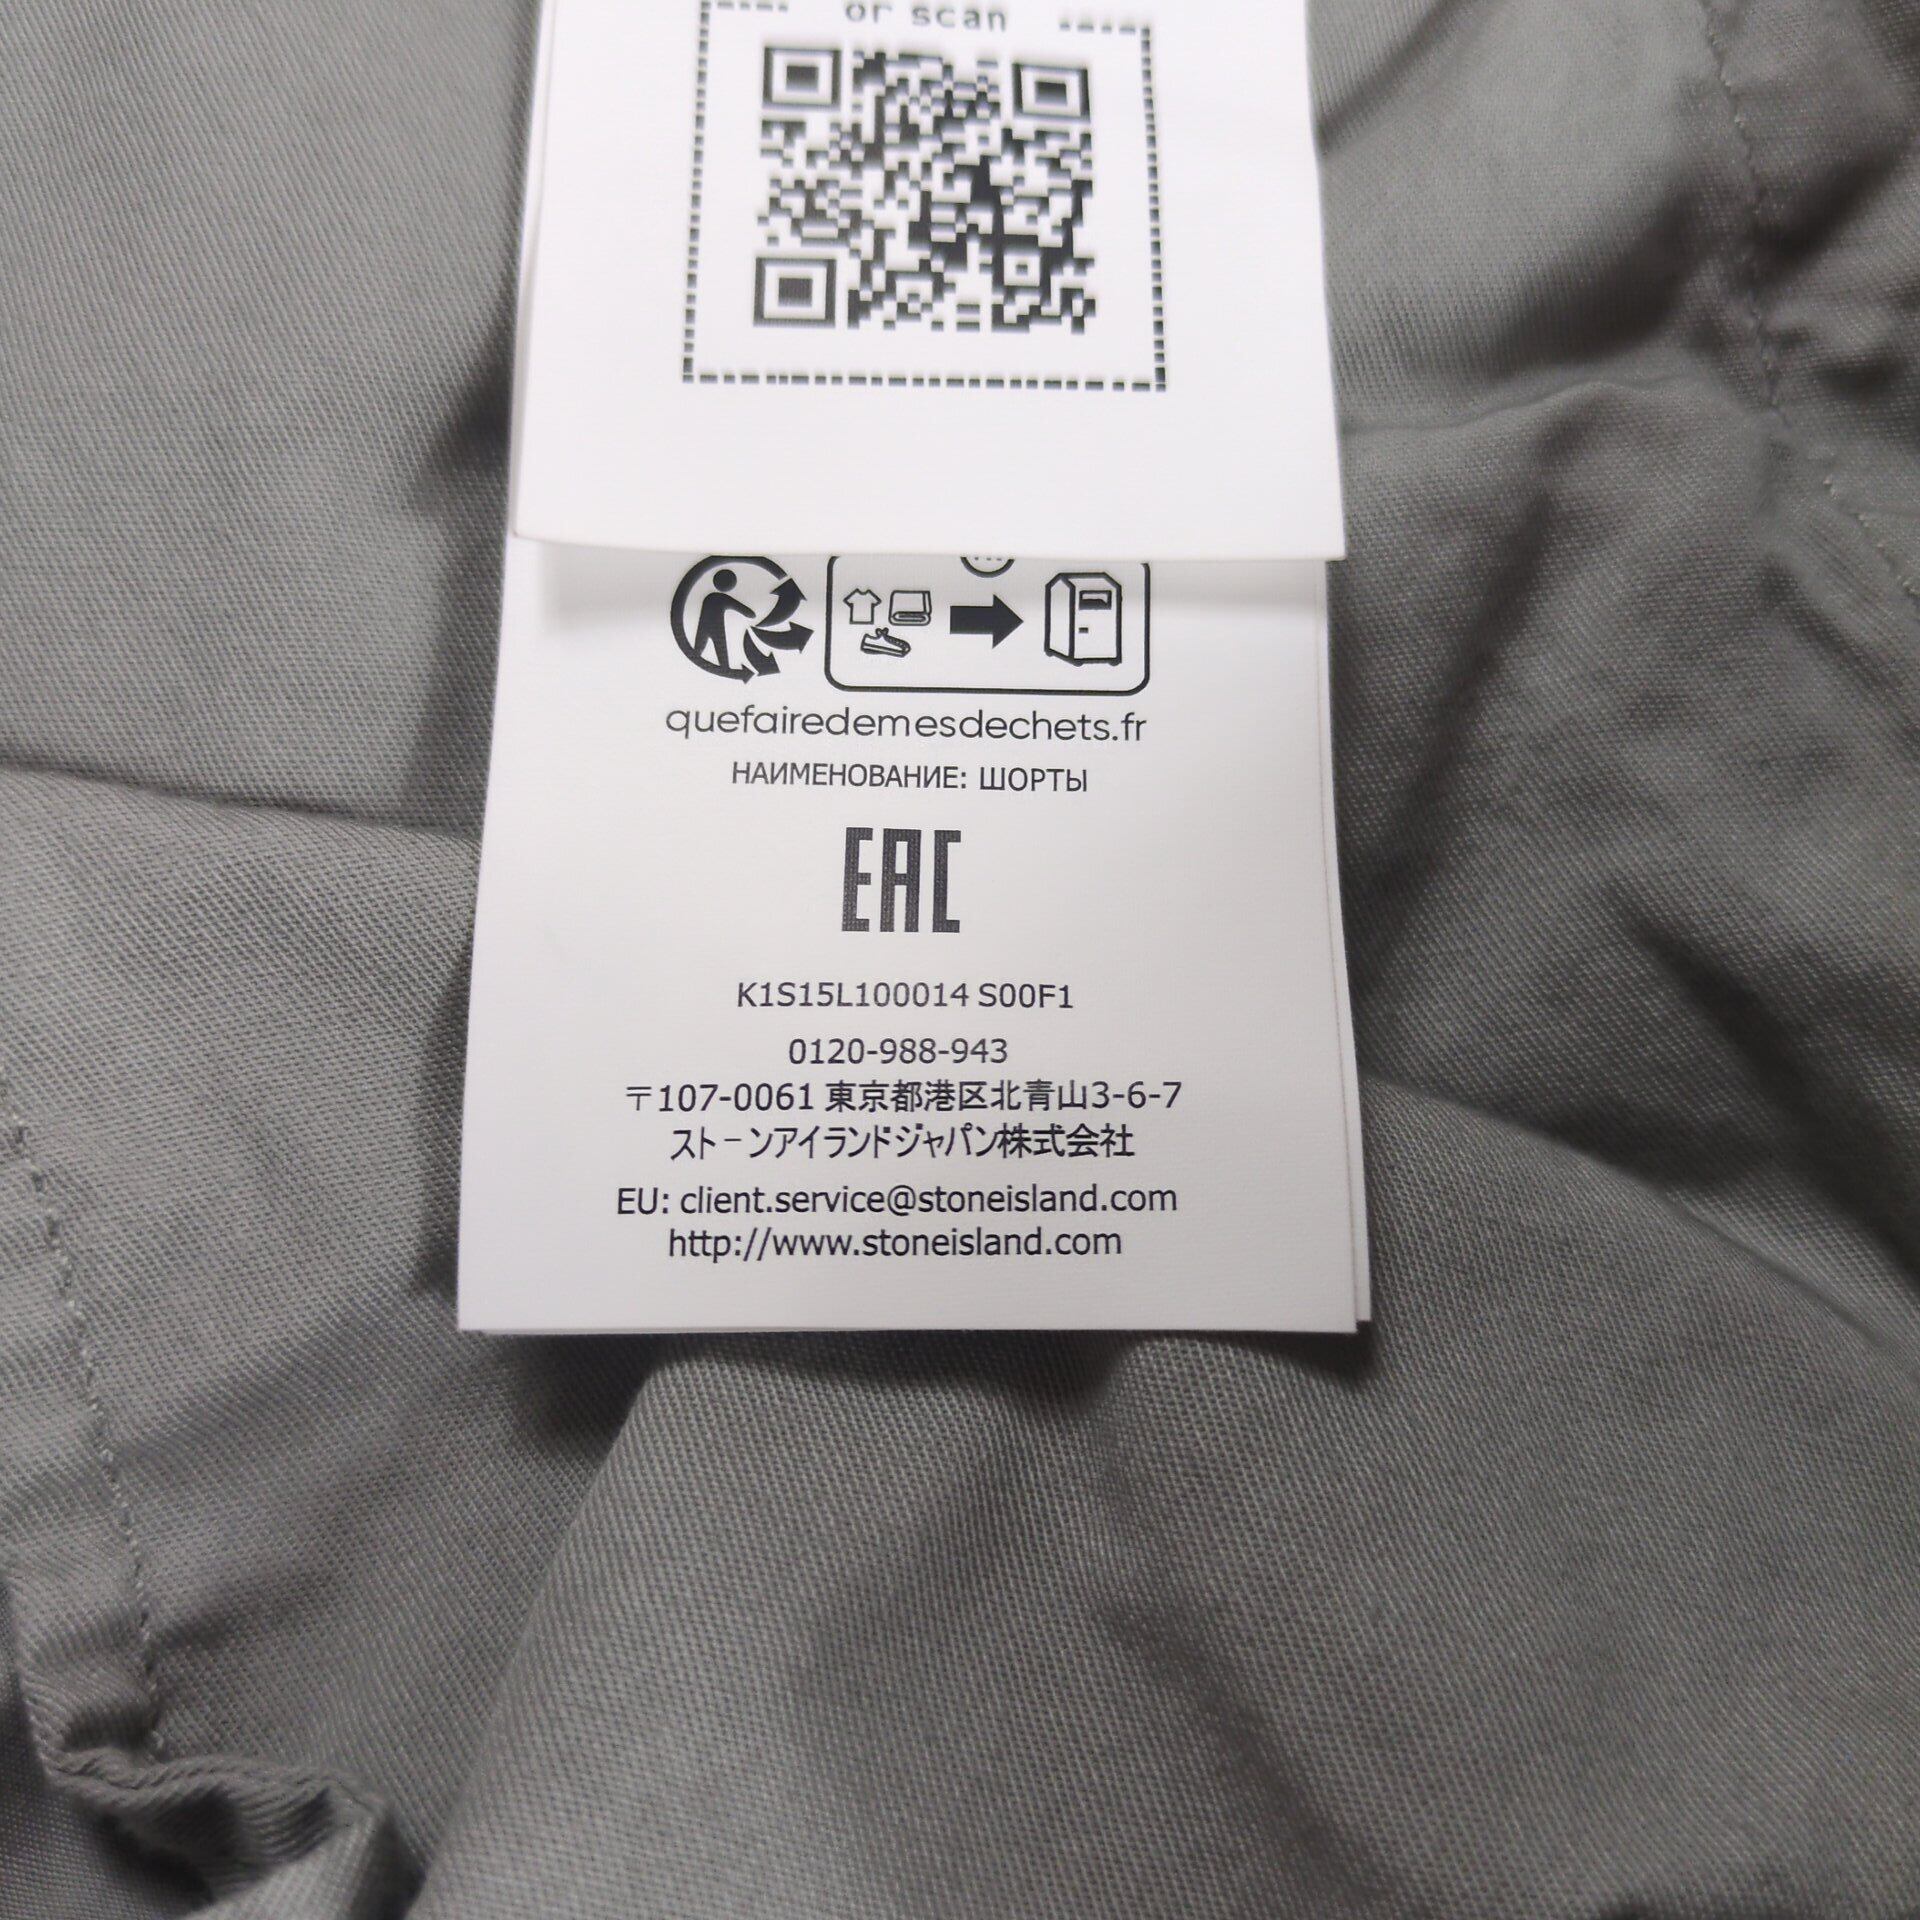 or scan
quefairedemesdechets.fr
НАИМЕНОВАНИЕ: ШОРТЫ
EAC
K1S15L100014 S00F1
0120-988-943
〒107-0061 東京都港区北青山3-6-7
ストーンアイランドジャパン株式会社
EU: client.service@stoneisland.com
http://www.stoneisland.com